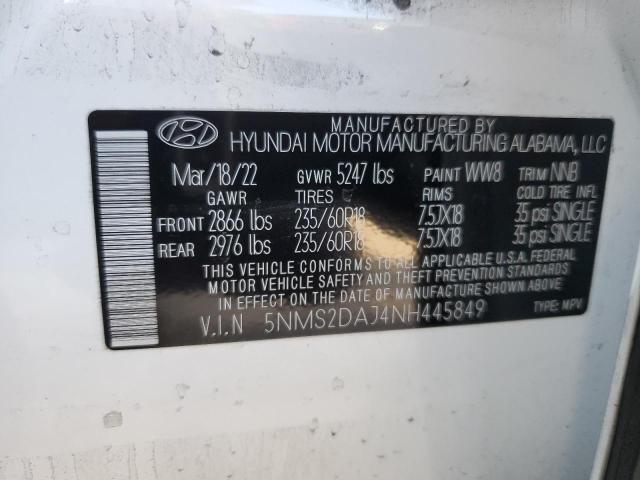 MANUFACTURED BY
HYUNDAI MOTOR MANUFACTURING ALABAMA, LLC
Mar/18/22 GVWR 5247 lbs PAINT WW8 TRIM NNB
GAWR TIRES RIMS COLD TIRE INFL
FRONT 2866 lbs 235/60R18 7.5JX18 35 psi SINGLE
REAR 2976 lbs 235/60R18 7.5JX18 35 psi SINGLE
THIS VEHICLE CONFORMS TO ALL APPLICABLE U.S.A. FEDERAL
MOTOR VEHICLE SAFETY AND THEFT PREVENTION STANDARDS
IN EFFECT ON THE DATE OF MANUFACTURE SHOWN ABOVE
V.I.N 5NMS2DAJ4NH445849 TYPE: MPV